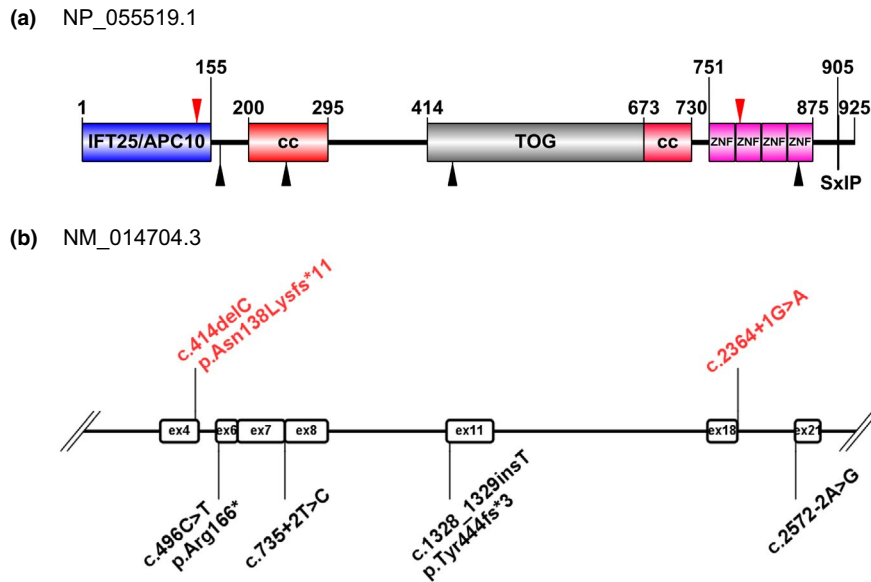 (a) NP_055519.1
155 751 905
1 200 295 414 673 730 875 925
IFT25/APC10 cc TOG cc ZNF ZNF ZNF ZNF
SxIP
(b) NM_014704.3
c.414delC
p.Asn138Lysfs*11
c.2364+1G>A
ex4 ex6 ex7 ex8 ex11 ex18 ex21
c.496C>T
p.Arg166*
c.735+2T>C
c.1328_1329insT
p.Tyr444fs*3
c.2572-2A>G